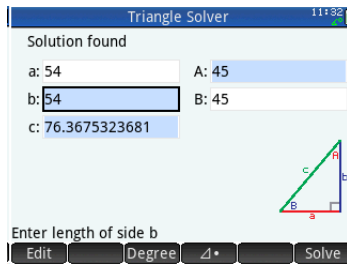 Triangle Solver
11:32
Solution found
a: 54 A: 45
b: 54 B: 45
c: 76.3675323681
A
c
b
B
a
Enter length of side b
Edit Degree ⊿• Solve